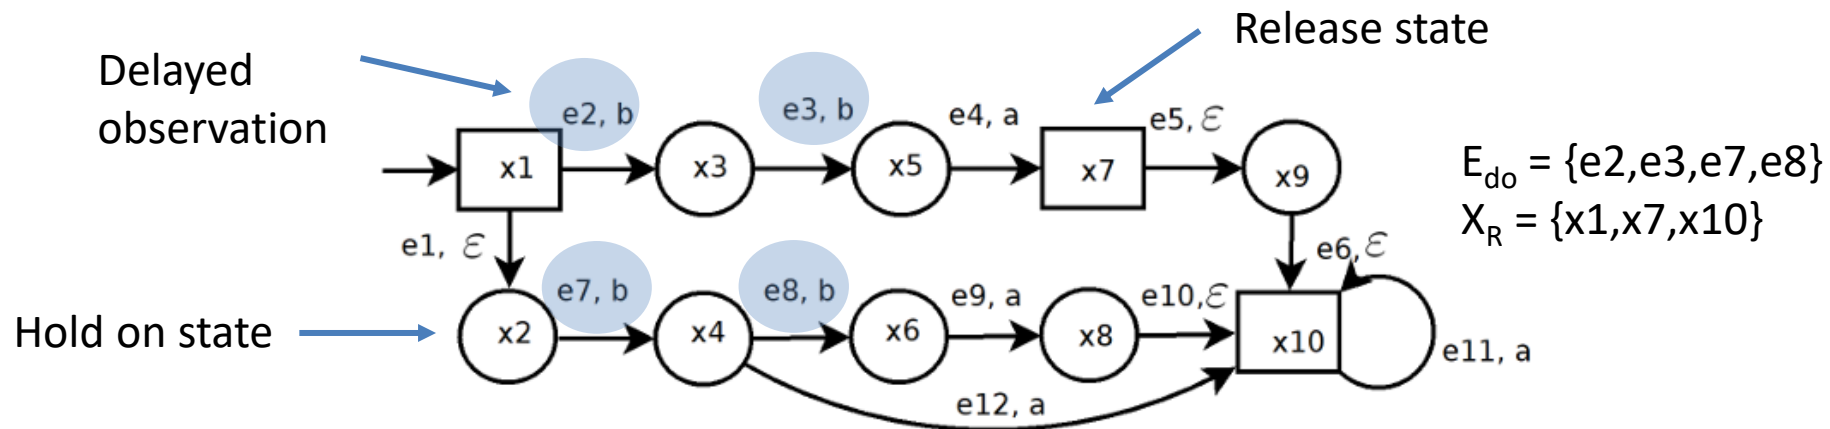 Release state
Delayed
observation
e2, b
e3, b
e4, a
e5, ε
x1
x3
x5
x7
x9
E_do = {e2,e3,e7,e8}
X_R = {x1,x7,x10}
e1, ε
e6, ε
e7, b
e8, b
e9, a
e10, ε
Hold on state
x2
x4
x6
x8
x10
e11, a
e12, a